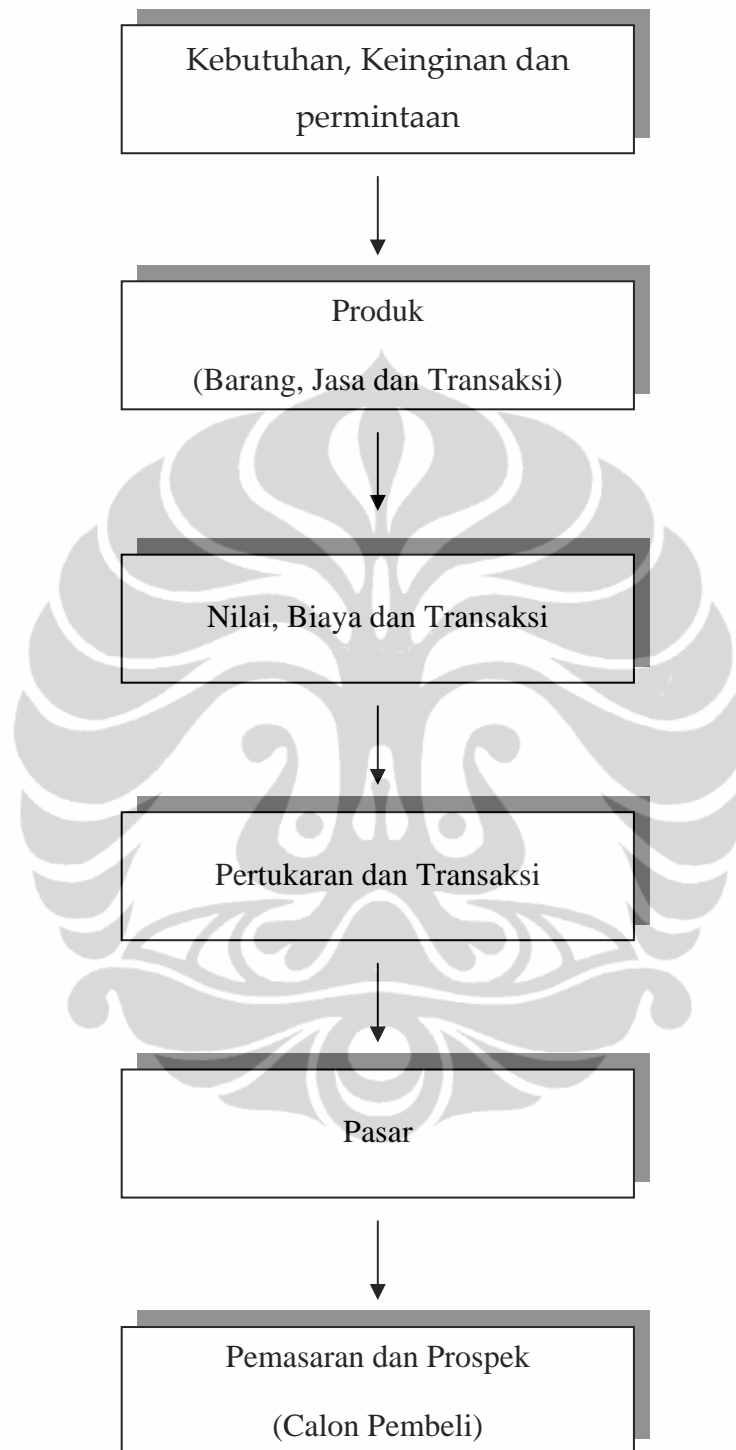 Kebutuhan, Keinginan dan
permintaan
Produk
(Barang, Jasa dan Transaksi)
Nilai, Biaya dan Transaksi
Pertukaran dan Transaksi
Pasar
Pemasaran dan Prospek
(Calon Pembeli)